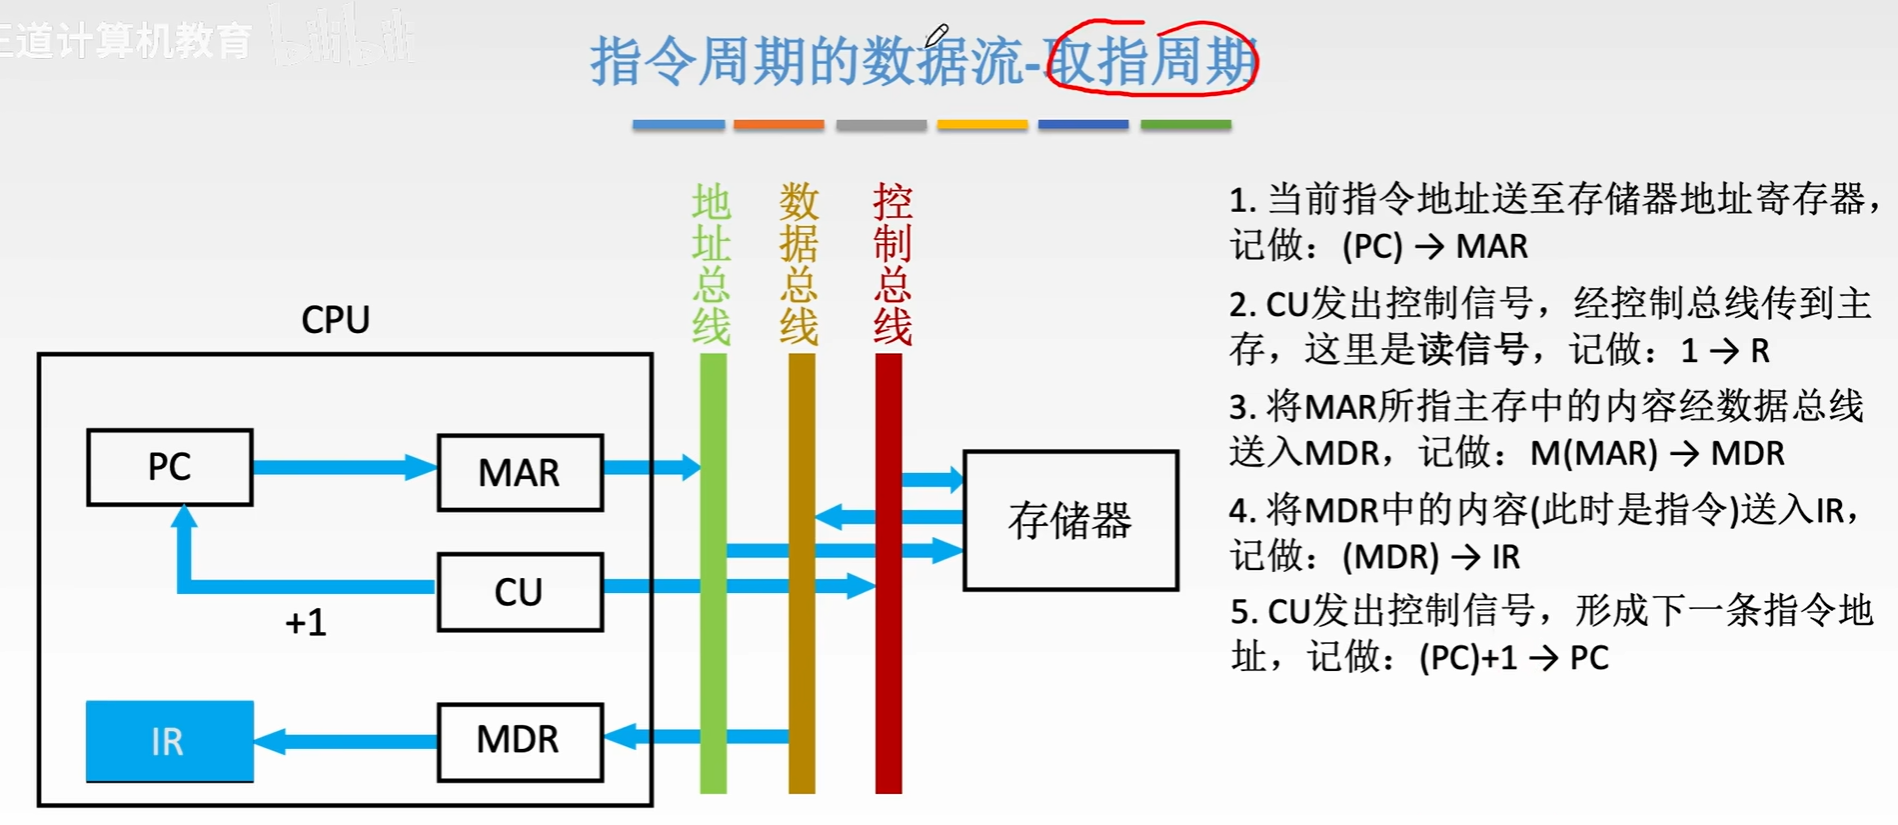 王道计算机教育 bilibili
指令周期的数据流-取指周期
地址总线
数据总线
控制总线
CPU
PC
MAR
CU
+1
IR
MDR
存储器
1. 当前指令地址送至存储器地址寄存器，
记做：(PC) → MAR
2. CU发出控制信号，经控制总线传到主
存，这里是读信号，记做：1 → R
3. 将MAR所指主存中的内容经数据总线
送入MDR，记做：M(MAR) → MDR
4. 将MDR中的内容(此时是指令)送入IR，
记做：(MDR) → IR
5. CU发出控制信号，形成下一条指令地
址，记做：(PC)+1 → PC